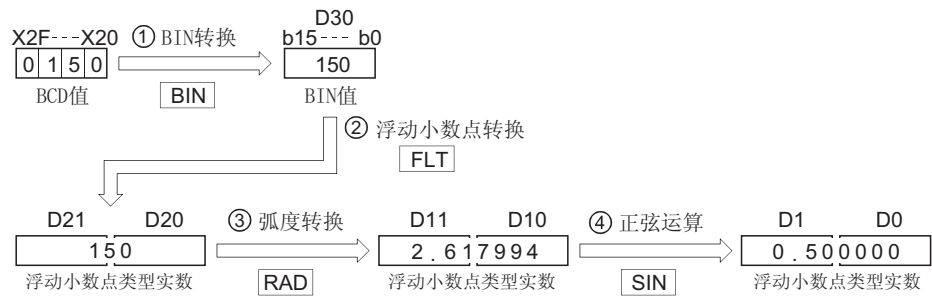 D30
X2F---X20 ① BIN转换 b15--- b0
0 1 5 0 150
BCD值 BIN BIN值
② 浮动小数点转换
FLT
D21 D20 ③ 弧度转换 D11 D10 ④ 正弦运算 D1 D0
150 2.617994 0.500000
浮动小数点类型实数 RAD 浮动小数点类型实数 SIN 浮动小数点类型实数